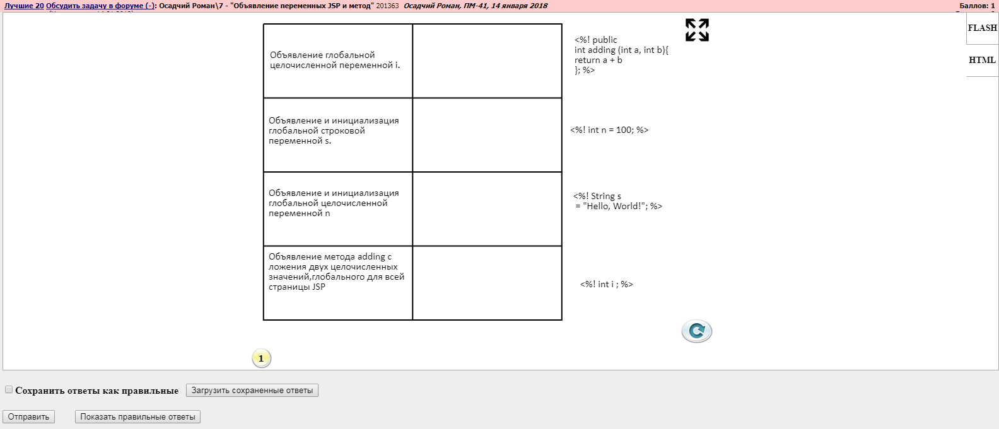 Лучшие 20 Обсудить задачу в форуме (-): Осадчий Роман\7 - "Объявление переменных JSP и метод" 201363 Осадчий Роман, ПМ-41, 14 января 2018
Баллов: 1
FLASH
HTML
Объявление глобальной
целочисленной переменной i.
<%! public
int adding (int a, int b){
return a + b
}; %>
Объявление и инициализация
глобальной строковой
переменной s.
<%! int n = 100; %>
Объявление и инициализация
глобальной целочисленной
переменной n
<%! String s
= "Hello, World!"; %>
Объявление метода adding с
ложения двух целочисленных
значений,глобального для всей
страницы JSP
<%! int i ; %>
1
Сохранить ответы как правильные
Загрузить сохраненные ответы
Отправить
Показать правильные ответы